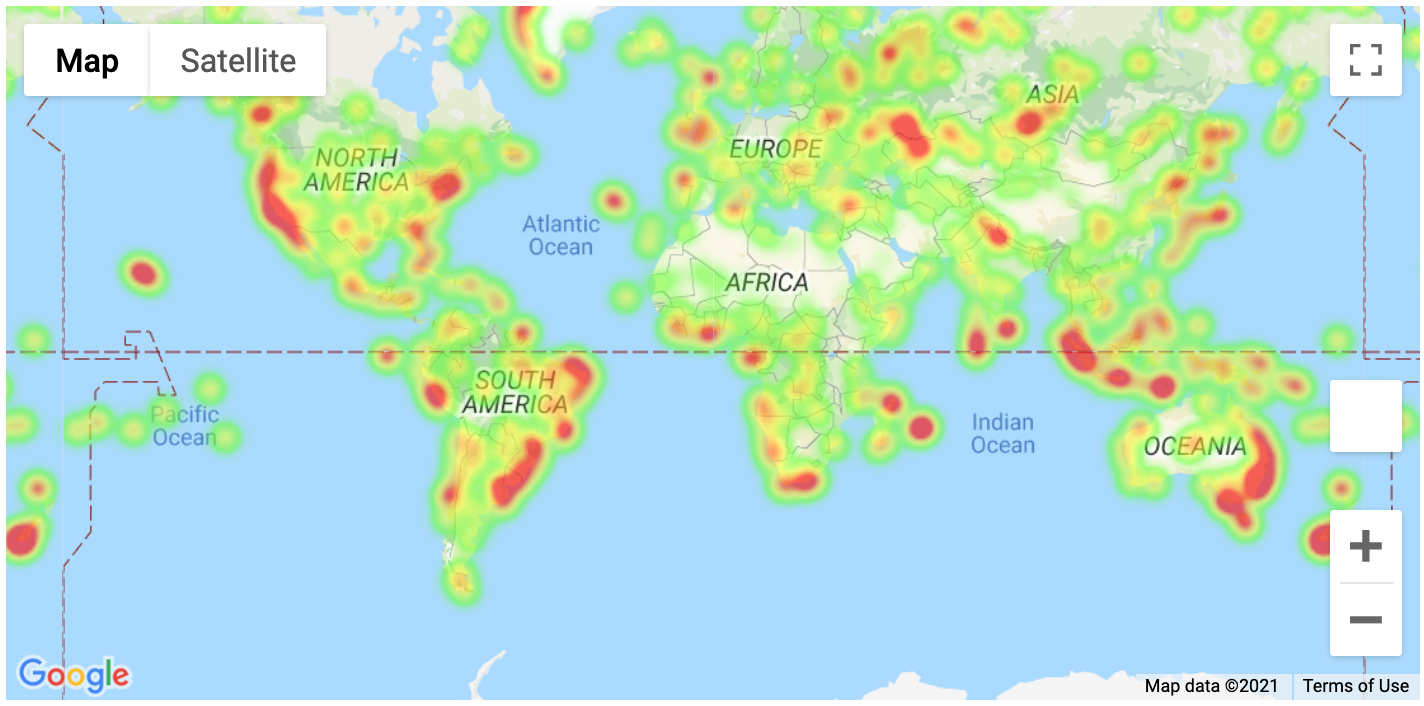 Map
Satellite
ASIA
EUROPE
NORTH
AMERICA
Atlantic
Ocean
AFRICA
SOUTH
AMERICA
Pacific
Ocean
Indian
Ocean
OCEANIA
Google
Map data ©2021
Terms of Use